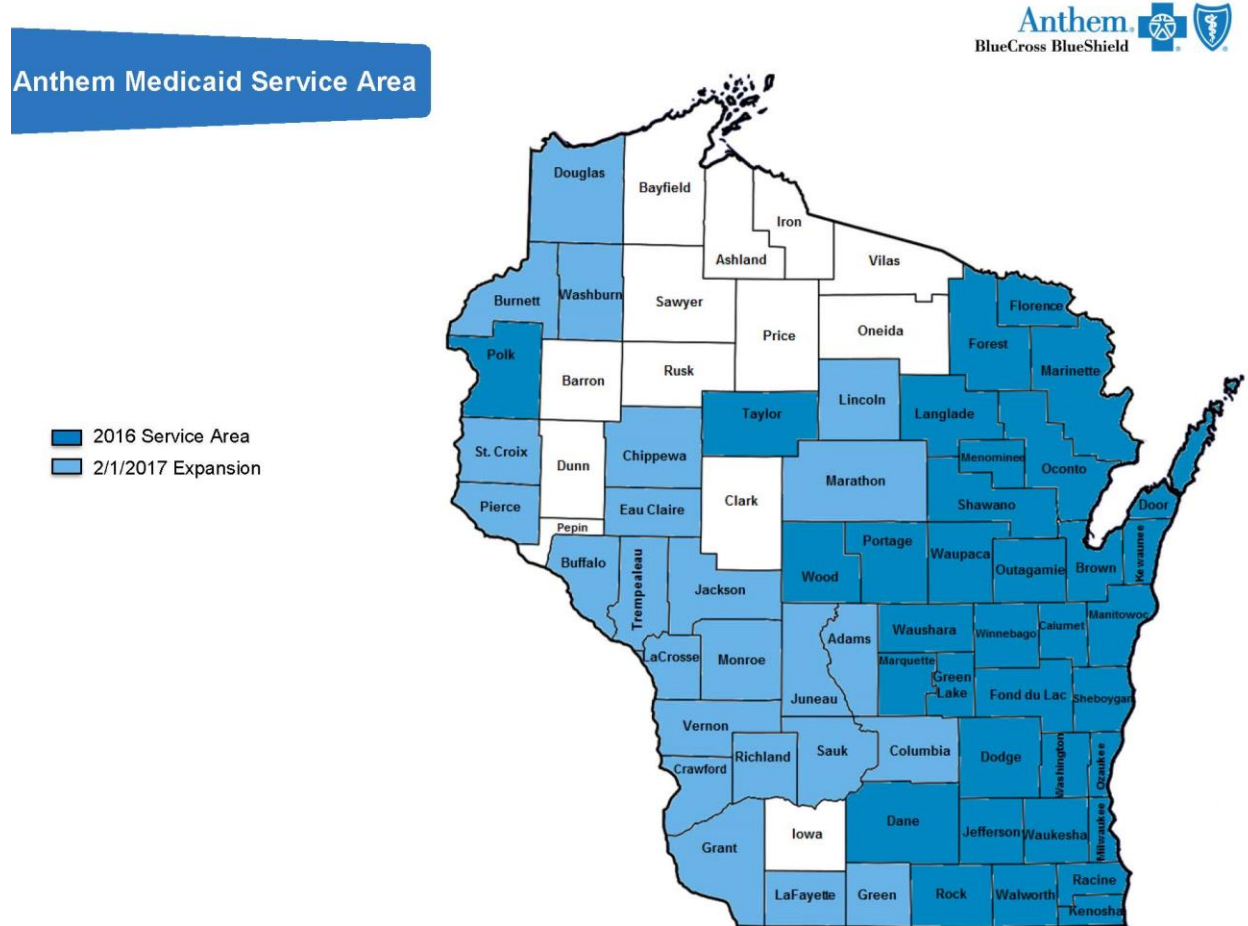 Anthem.
BlueCross BlueShield
Anthem Medicaid Service Area
2016 Service Area
2/1/2017 Expansion
Douglas
Bayfield
Iron
Ashland
Vilas
Burnett
Washburn
Sawyer
Florence
Price
Oneida
Forest
Polk
Rusk
Marinette
Barron
Lincoln
Taylor
Langlade
St. Croix
Chippewa
Menominee
Dunn
Oconto
Marathon
Clark
Pierce
Eau Claire
Shawano
Door
Pepin
Portage
Waupaca
Kewaunee
Buffalo
Wood
Outagamie
Brown
Trempealeau
Jackson
Manitowoc
Waushara
Winnebago
Calumet
Adams
LaCrosse
Monroe
Marquette
Green
Lake
Juneau
Fond du Lac
Sheboygan
Vernon
Richland
Sauk
Columbia
Dodge
Washington
Ozaukee
Crawford
Dane
Jefferson
Waukesha
Milwaukee
Iowa
Grant
Racine
LaFayette
Green
Rock
Walworth
Kenosha